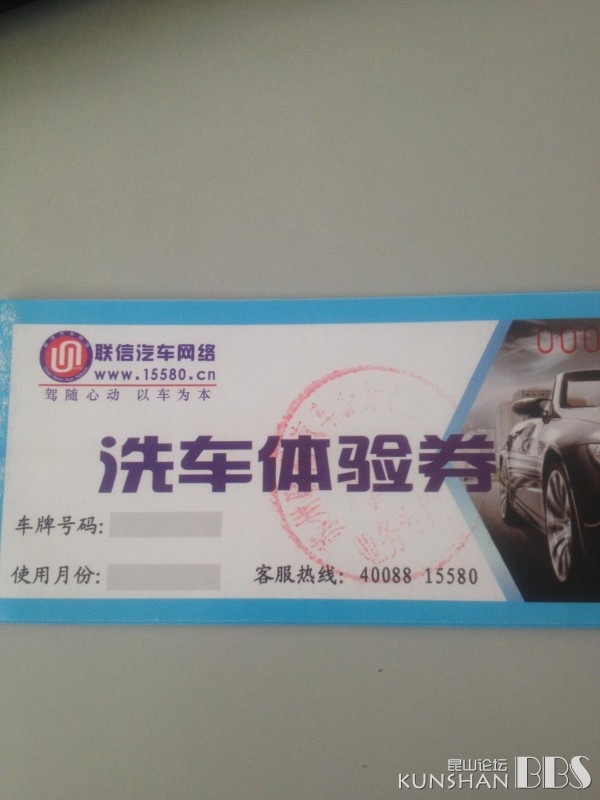 联信汽车网络
www.15580.cn
驾随心动 以车为本
000
洗车体验券
车牌号码:
使用月份:
客服热线: 40088 15580
昆山论坛
KUNSHAN BBS